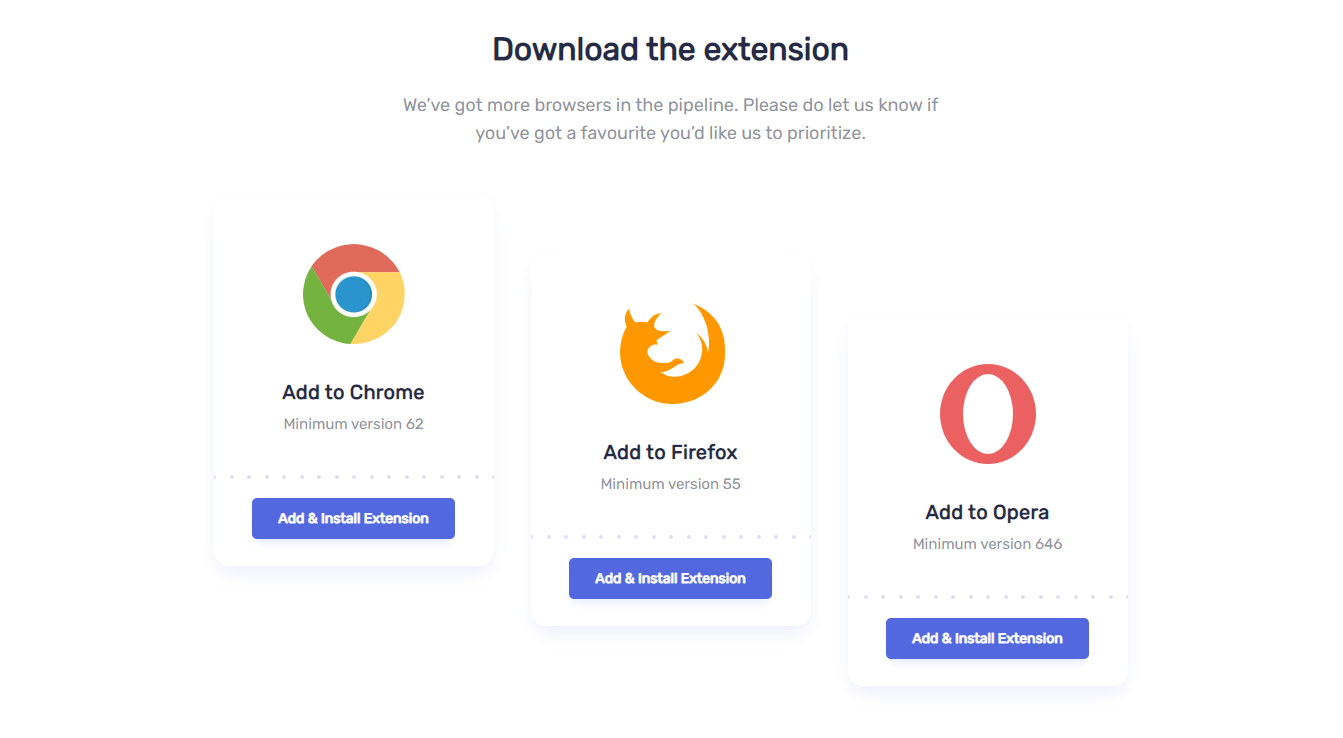 Download the extension
We’ve got more browsers in the pipeline. Please do let us know if
you’ve got a favourite you’d like us to prioritize.
Add to Chrome
Minimum version 62
Add & Install Extension
Add to Firefox
Minimum version 55
Add & Install Extension
Add to Opera
Minimum version 646
Add & Install Extension